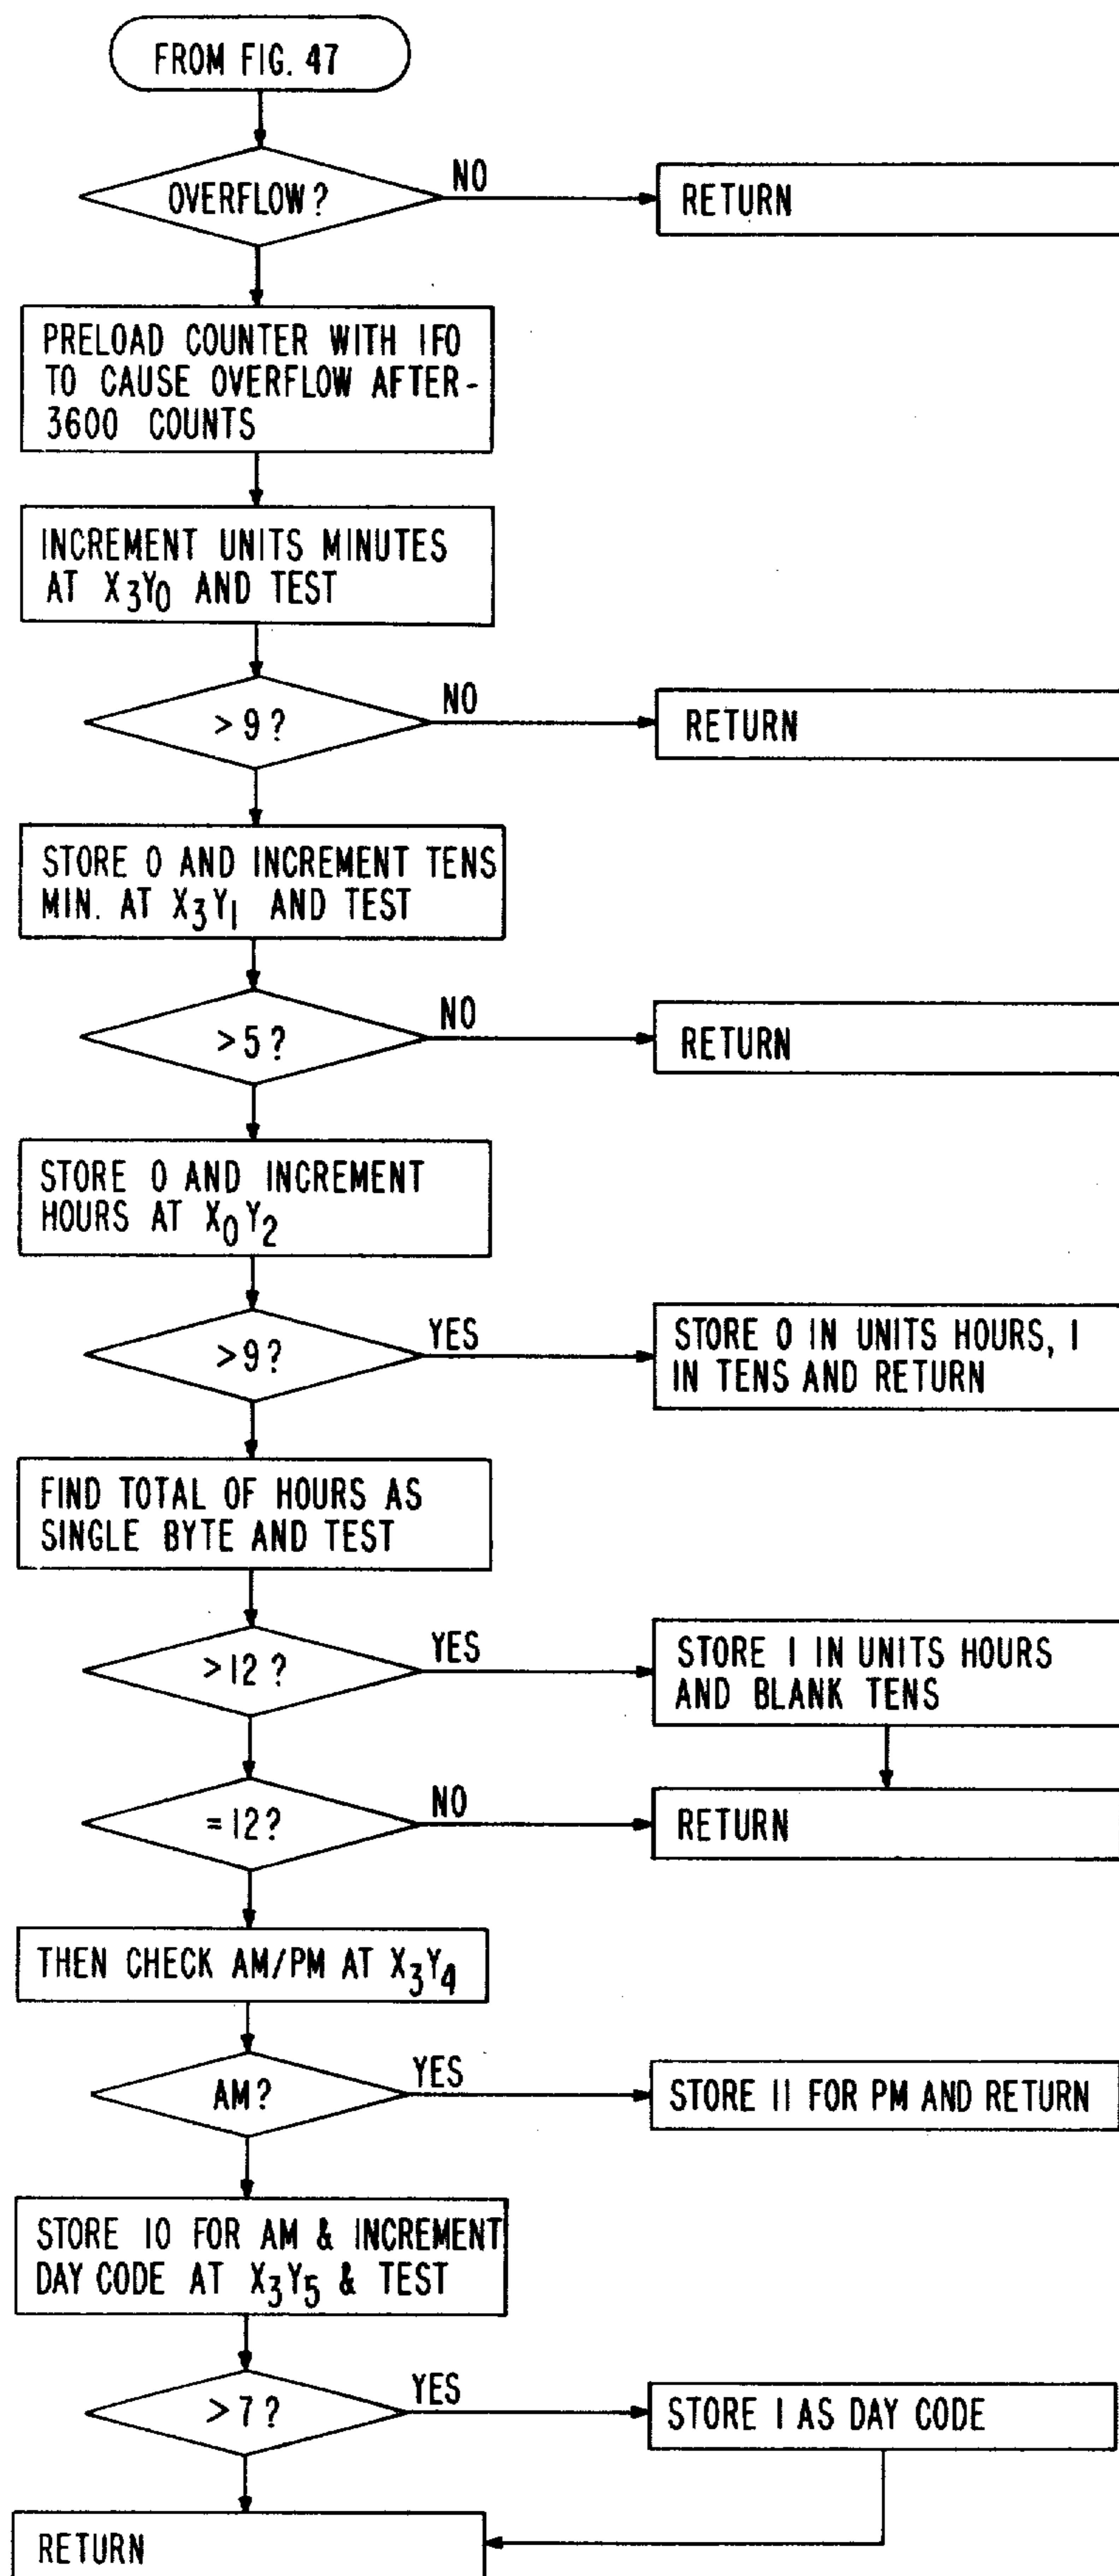 FROM FIG. 47
OVERFLOW?
NO
RETURN
PRELOAD COUNTER WITH 1F0
TO CAUSE OVERFLOW AFTER-
3600 COUNTS
INCREMENT UNITS MINUTES
AT X3Y0 AND TEST
>9?
NO
RETURN
STORE 0 AND INCREMENT TENS
MIN. AT X3Y1 AND TEST
>5?
NO
RETURN
STORE 0 AND INCREMENT
HOURS AT X0Y2
>9?
YES
STORE 0 IN UNITS HOURS, 1
IN TENS AND RETURN
FIND TOTAL OF HOURS AS
SINGLE BYTE AND TEST
>12?
YES
STORE 1 IN UNITS HOURS
AND BLANK TENS
=12?
NO
RETURN
THEN CHECK AM/PM AT X3Y4
AM?
YES
STORE 11 FOR PM AND RETURN
STORE 10 FOR AM & INCREMENT
DAY CODE AT X3Y5 & TEST
>7?
YES
STORE 1 AS DAY CODE
RETURN